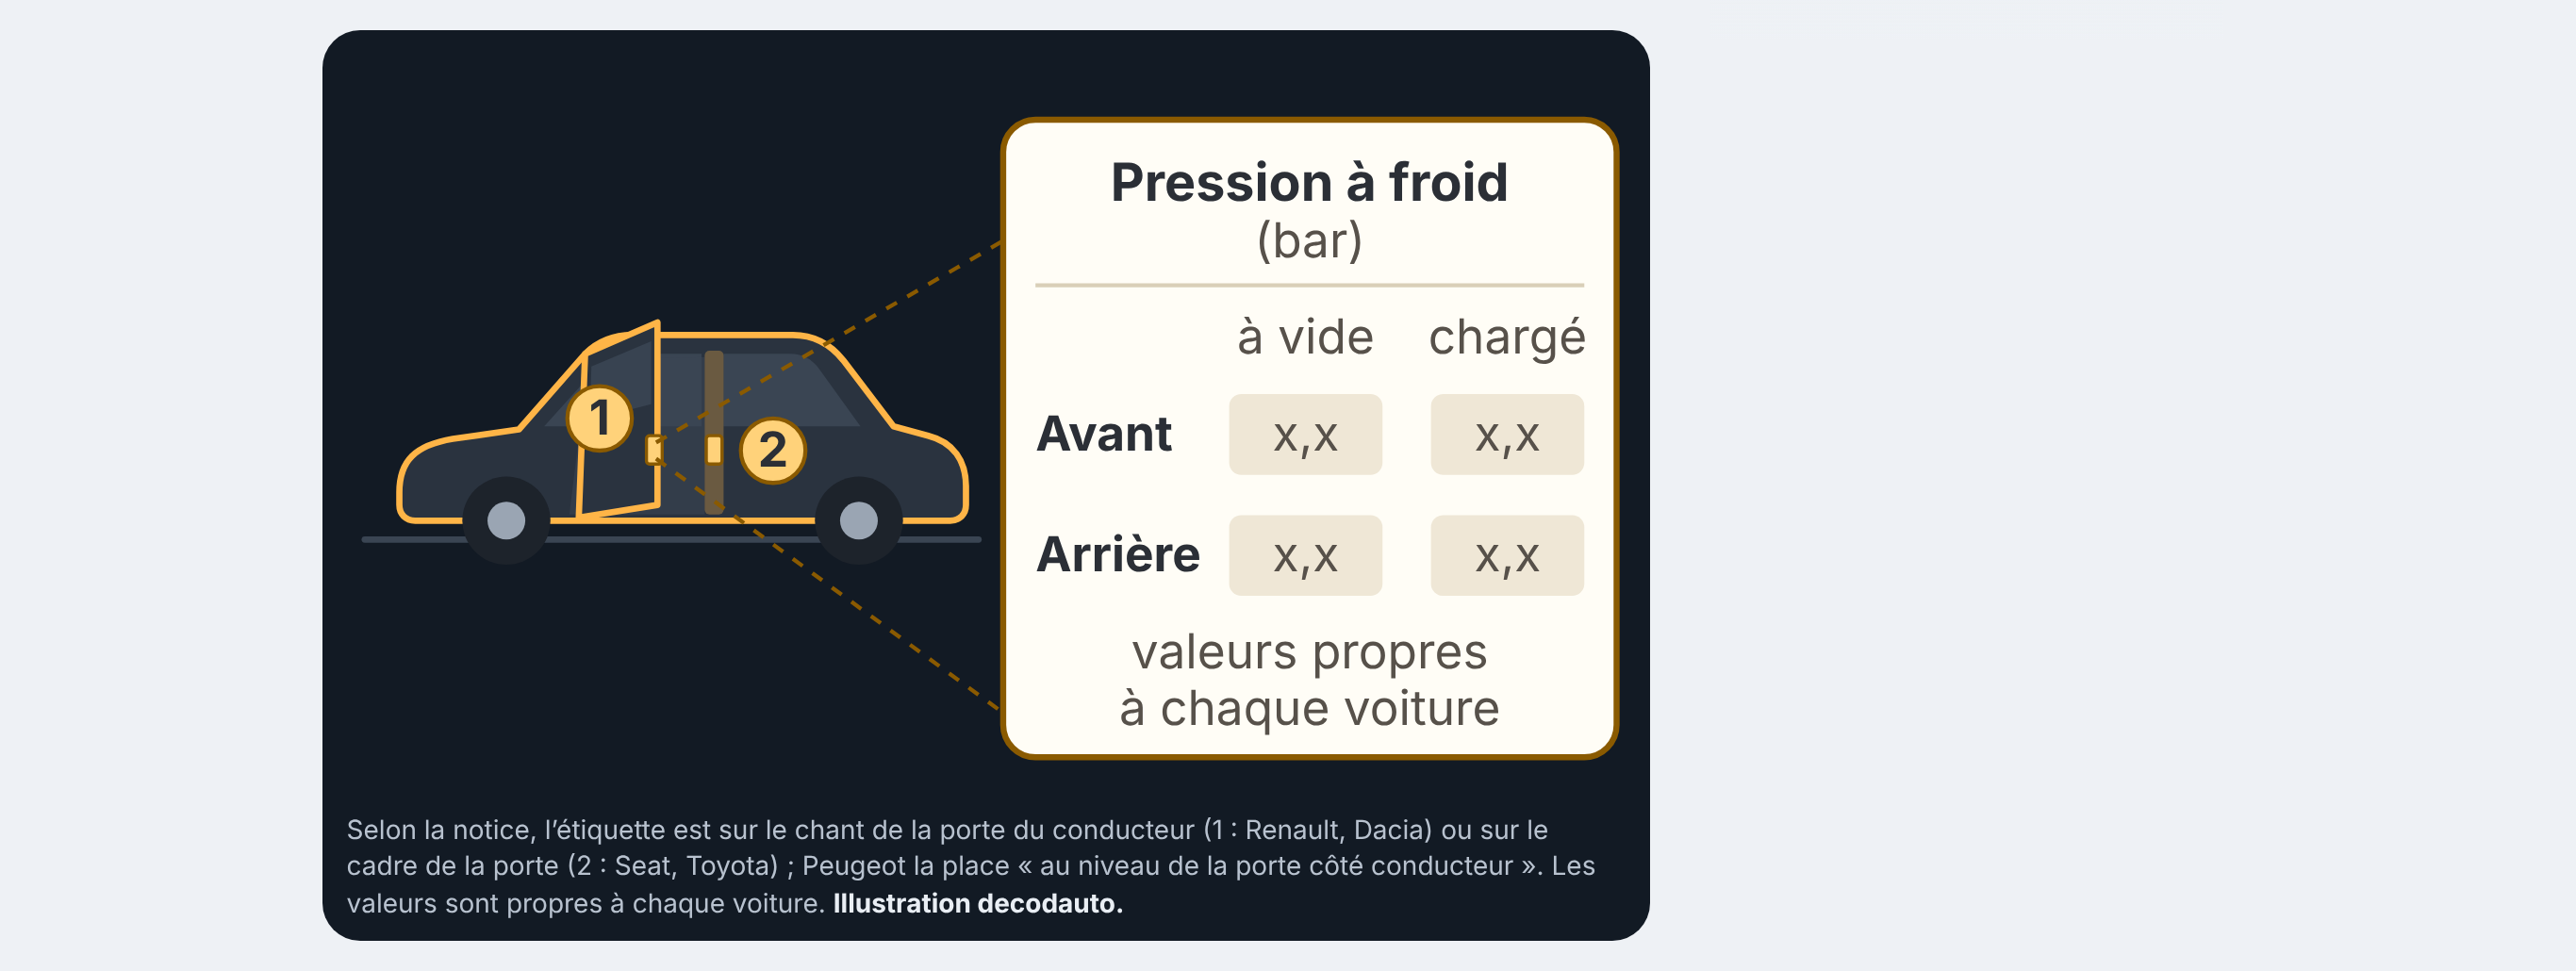 Pression à froid
(bar)
à vide chargé
Avant x,x x,x
Arrière x,x x,x
valeurs propres
à chaque voiture
1
2
Selon la notice, l’étiquette est sur le chant de la porte du conducteur (1 : Renault, Dacia) ou sur le
cadre de la porte (2 : Seat, Toyota) ; Peugeot la place « au niveau de la porte côté conducteur ». Les
valeurs sont propres à chaque voiture. Illustration decodauto.